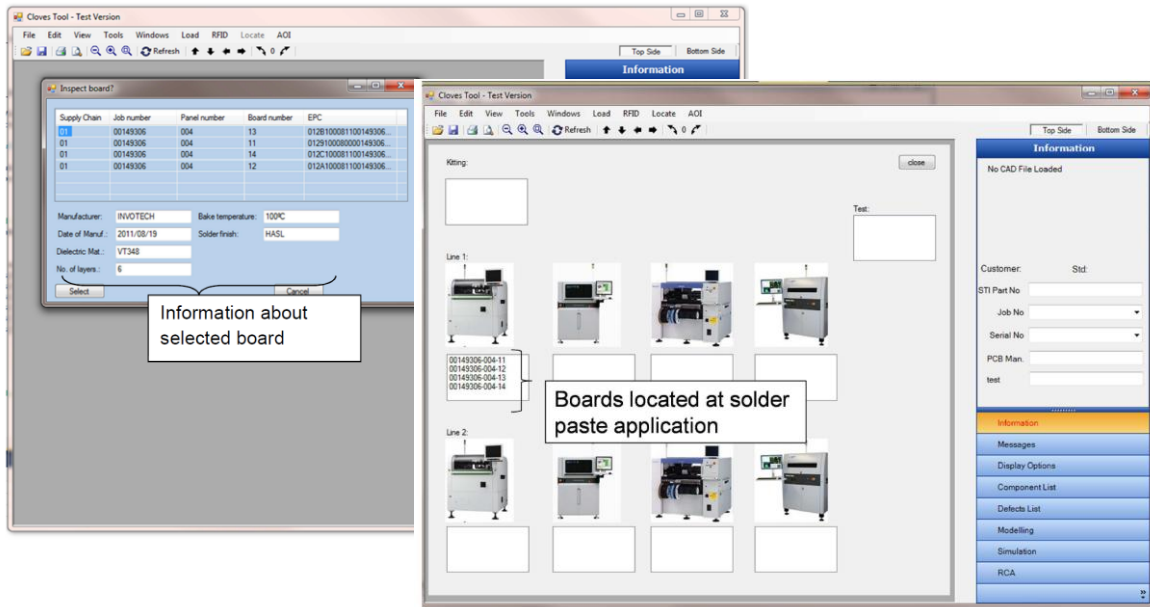 Cloves Tool - Test Version
File Edit View Tools Windows Load RFID Locate AOI
Refresh 0
Top Side Bottom Side
Information
Inspect board?
Supply Chain Job number Panel number Board number EPC
01 00149306 004 13 012B100081100149306...
01 00149306 004 11 0129100080000149306...
01 00149306 004 14 012C100081100149306...
01 00149306 004 12 012A100081100149306...
Manufacturer: INVOTECH Bake temperature: 100ºC
Date of Manuf.: 2011/08/19 Solder finish: HASL
Dielectric Mat.: VT348
No. of layers.: 6
Select Cancel
Information about
selected board
Cloves Tool - Test Version
File Edit View Tools Windows Load RFID Locate AOI
Refresh 0
Top Side Bottom Side
Kitting:
close
Test:
Line 1:
00149306-004-11
00149306-004-12
00149306-004-13
00149306-004-14
Boards located at solder
paste application
Line 2:
Information
No CAD File Loaded
Customer: Std:
STI Part No
Job No
Serial No
PCB Man.
test
Information
Messages
Display Options
Component List
Defects List
Modelling
Simulation
RCA